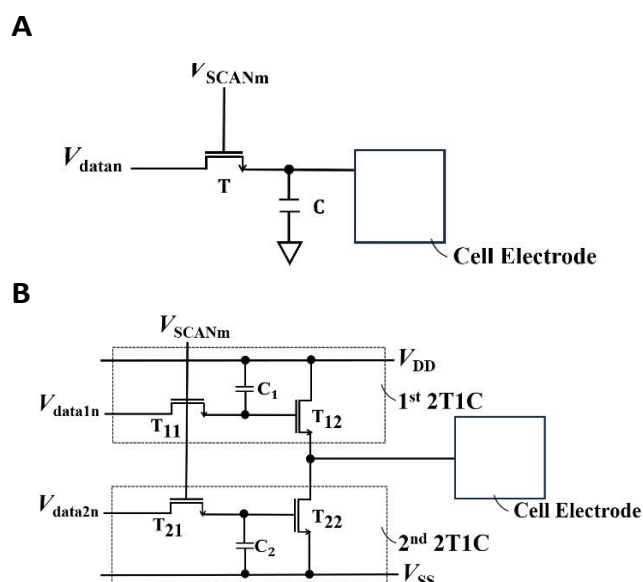 A
VSCANm
Vdatan
T
C
Cell Electrode
B
VSCANm
VDD
C1
Vdata1n
T11
T12
1st 2T1C
Vdata2n
T21
T22
Cell Electrode
C2
2nd 2T1C
VSS